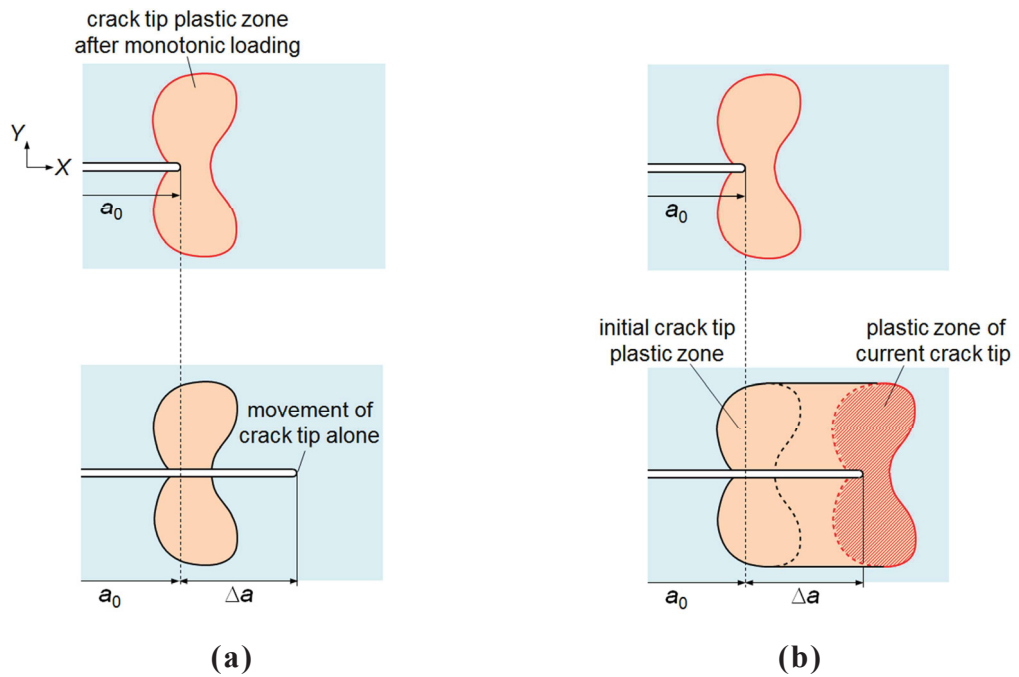 crack tip plastic zone
after monotonic loading
Y
X
a0
a0
initial crack tip
plastic zone
plastic zone of
current crack tip
movement of
crack tip alone
a0
Δa
a0
Δa
(a)
(b)